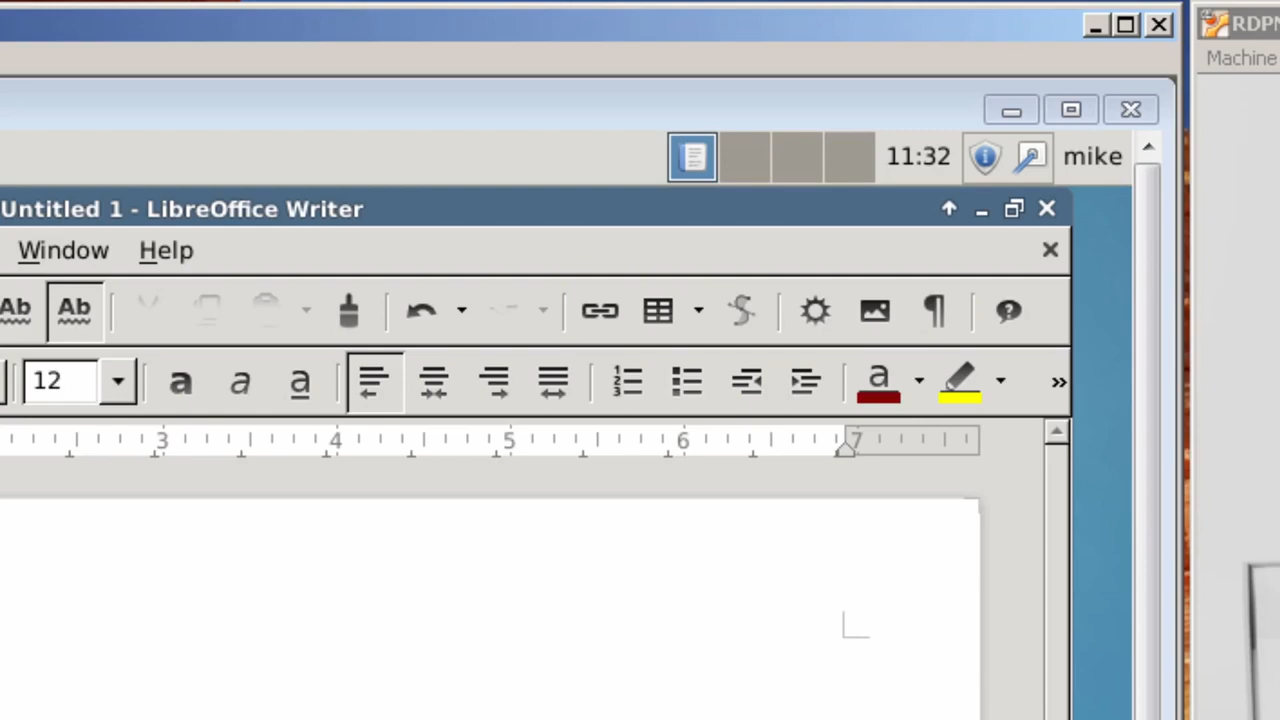 RDPM
Machine
11:32 mike
Untitled 1 - LibreOffice Writer
Window Help
Ab Ab
12 a a a a
3 4 5 6 7